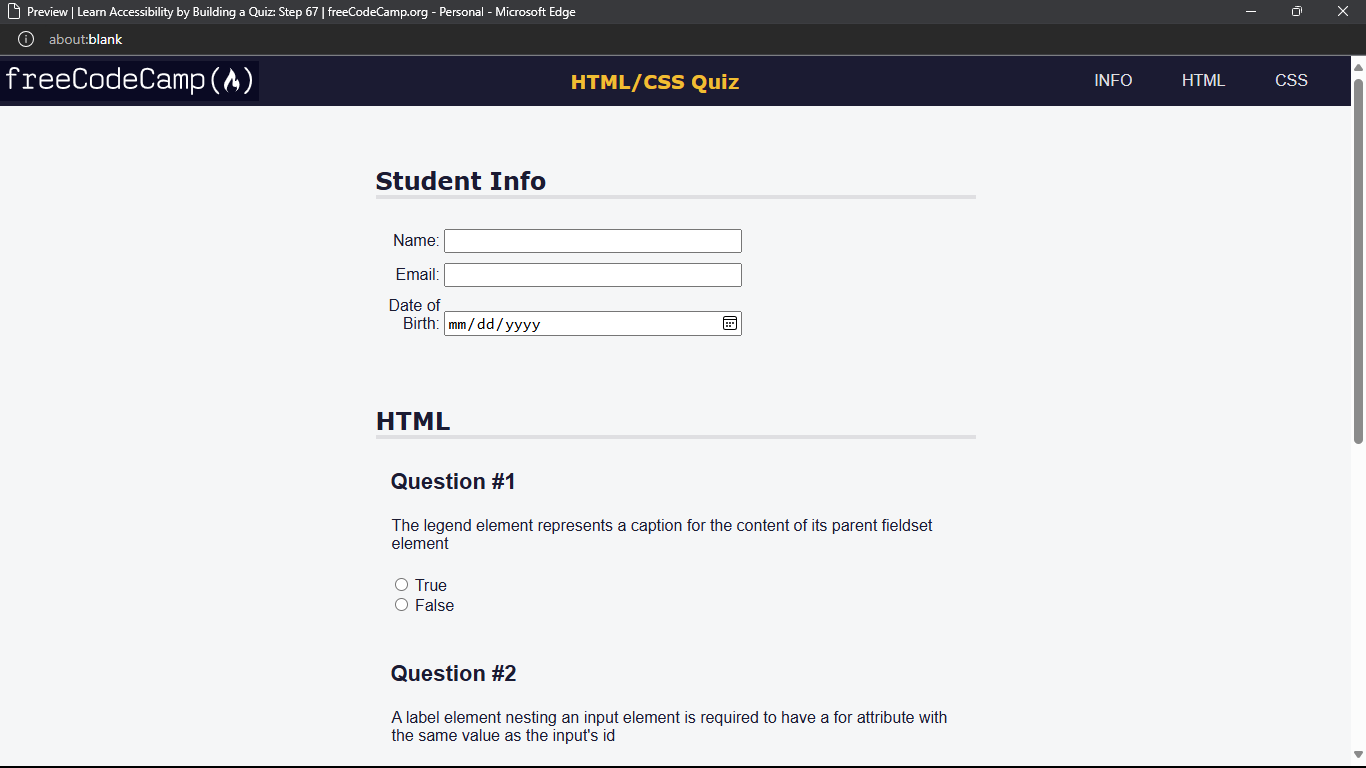 Preview | Learn Accessibility by Building a Quiz: Step 67 | freeCodeCamp.org - Personal - Microsoft Edge
about:blank
freeCodeCamp
HTML/CSS Quiz
INFO
HTML
CSS
Student Info
Name:
Email:
Date of
Birth:
mm/dd/yyyy
HTML
Question #1
The legend element represents a caption for the content of its parent fieldset
element
True
False
Question #2
A label element nesting an input element is required to have a for attribute with
the same value as the input's id